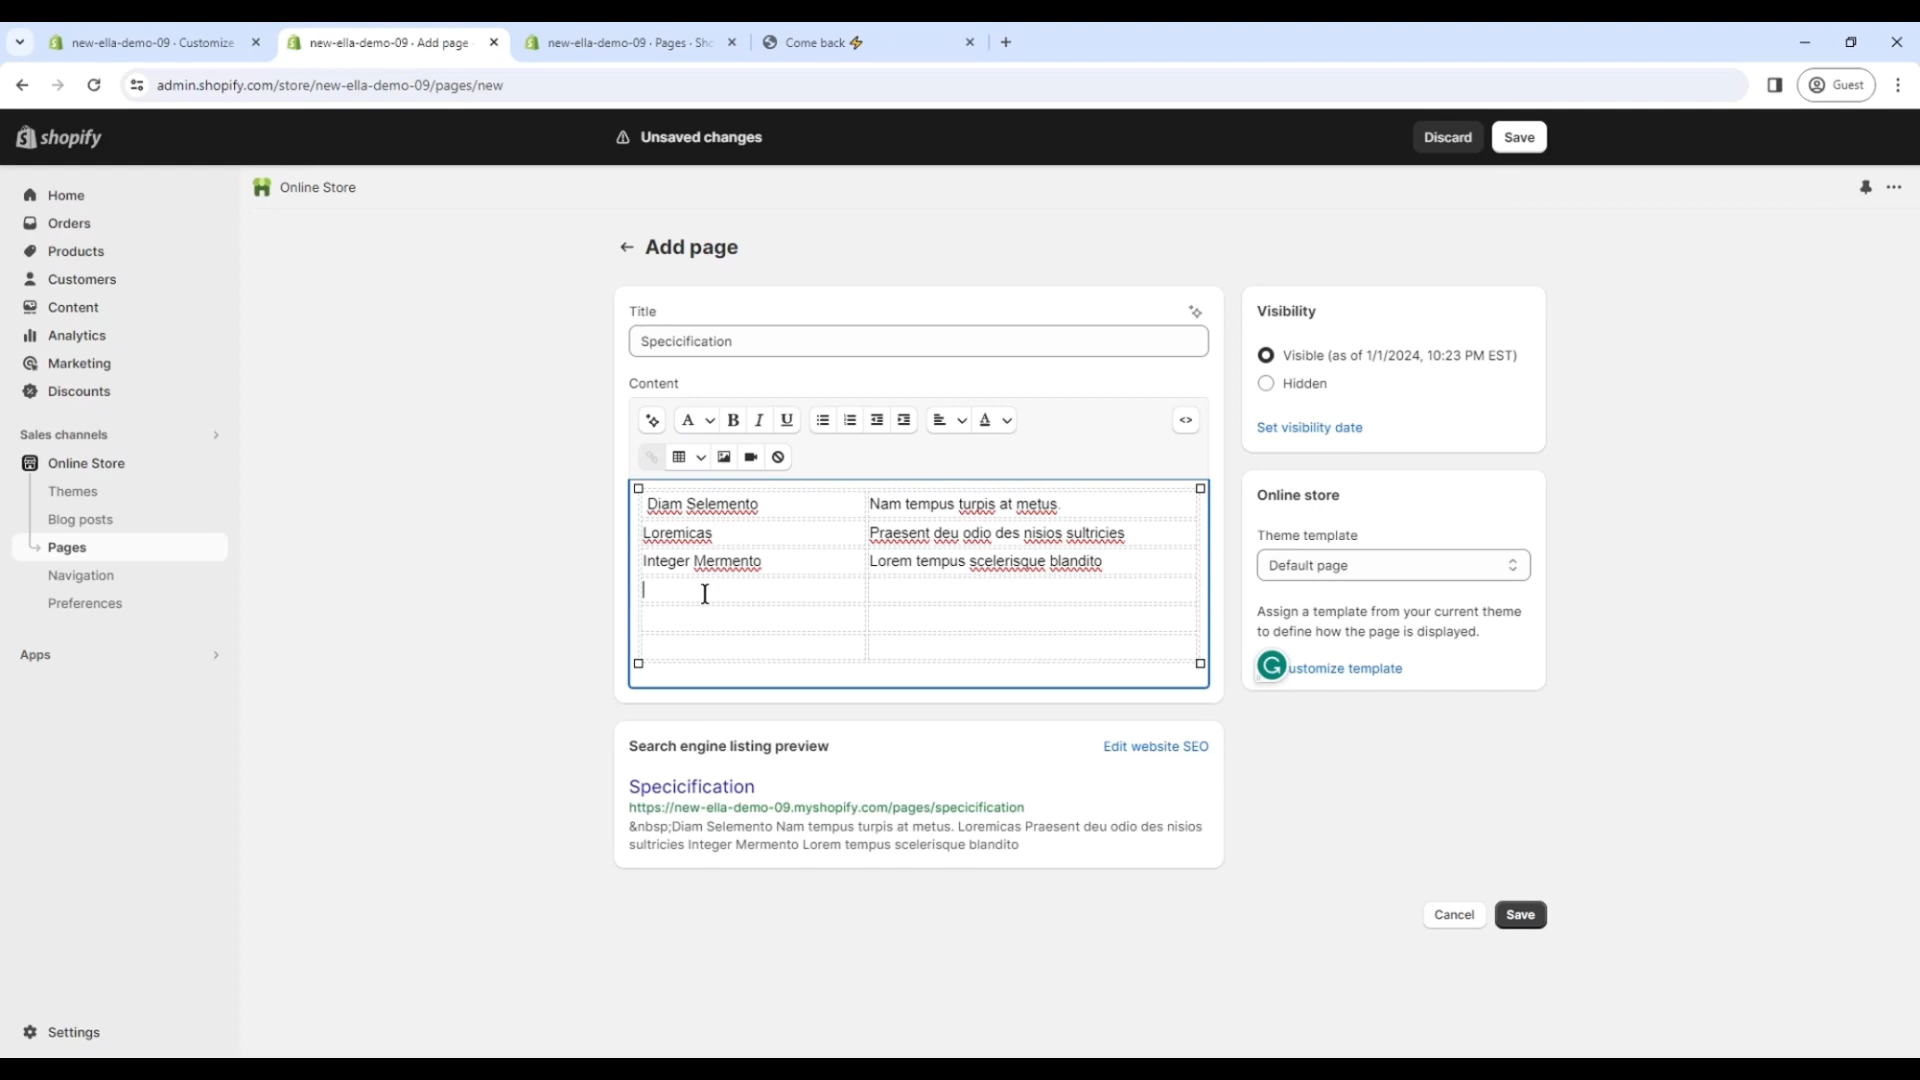 new-ella-demo-09 · Customize
new-ella-demo-09 · Add page
new-ella-demo-09 · Pages · Sho
Come back ⚡
admin.shopify.com/store/new-ella-demo-09/pages/new
Guest
shopify
Unsaved changes
Discard
Save
Home
Orders
Products
Customers
Content
Analytics
Marketing
Discounts
Sales channels
Online Store
Themes
Blog posts
Pages
Navigation
Preferences
Apps
Settings
Online Store
Add page
Title
Specicification
Content
A B I U A <>
Diam Selemento Nam tempus turpis at metus.
Loremicas Praesent deu odio des nisios sultricies
Integer Mermento Lorem tempus scelerisque blandito
Search engine listing preview
Edit website SEO
Specicification
https://new-ella-demo-09.myshopify.com/pages/specicification
&nbsp;Diam Selemento Nam tempus turpis at metus. Loremicas Praesent deu odio des nisios
sultricies Integer Mermento Lorem tempus scelerisque blandito
Visibility
Visible (as of 1/1/2024, 10:23 PM EST)
Hidden
Set visibility date
Online store
Theme template
Default page
Assign a template from your current theme
to define how the page is displayed.
ustomize template
Cancel
Save